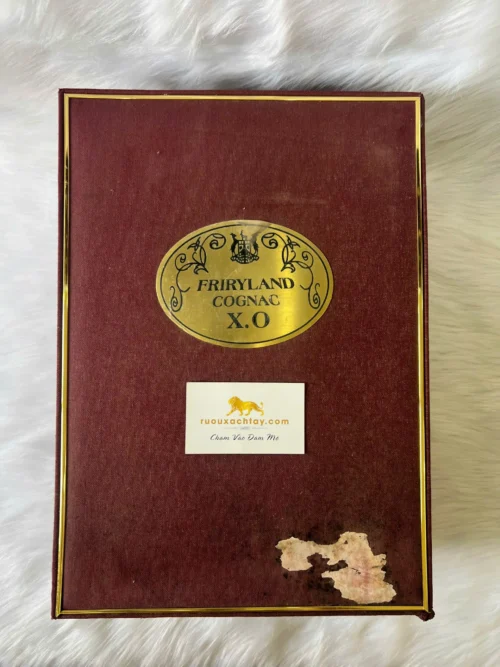 FRIRYLAND
COGNAC
X.O
ruouxachtay.com
Chạm Vào Đam Mê